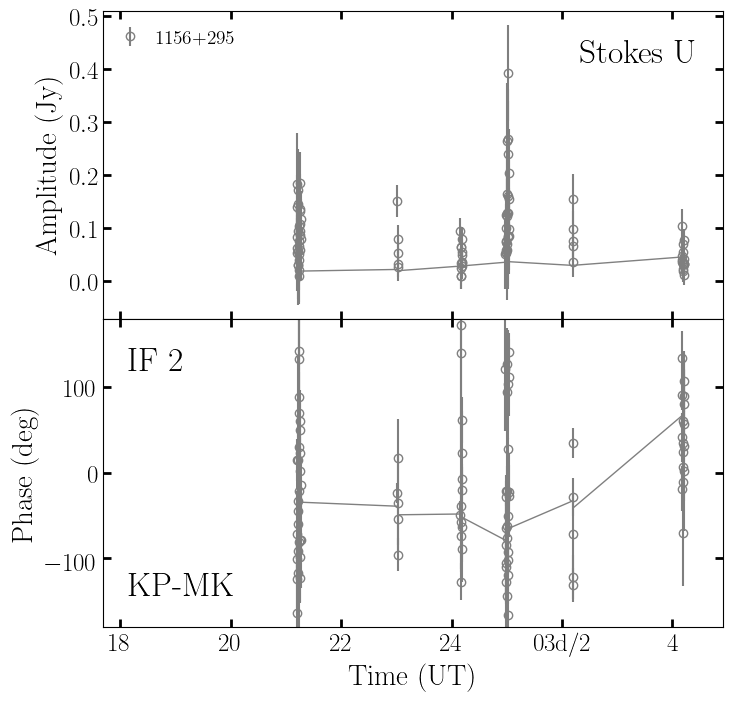 0.5
1156+295
Stokes U
0.4
0.3
0.2
0.1
0.0
Amplitude (Jy)
IF 2
100
0
−100
Phase (deg)
KP-MK
18 20 22 24 03d/2 4
Time (UT)